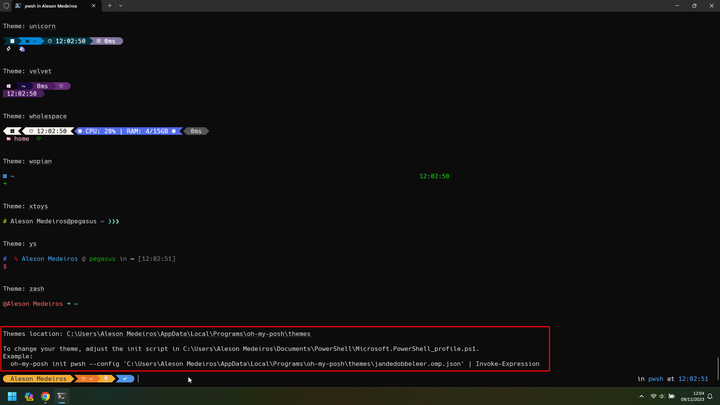 pwsh in Aleson Medeiros
Theme: unicorn
12:02:50 0ms
Theme: velvet
~ 0ms
12:02:50
Theme: wholespace
12:02:50 CPU: 28% | RAM: 4/15GB 0ms
home
Theme: wopian
~ 12:02:50
Theme: xtoys
# Aleson Medeiros@pegasus ~ ❯❯❯
Theme: ys
# Aleson Medeiros @ pegasus in ~ [12:02:51]
$
Theme: zash
@Aleson Medeiros ➜ ~
Themes location: C:\Users\Aleson Medeiros\AppData\Local\Programs\oh-my-posh\themes
To change your theme, adjust the init script in C:\Users\Aleson Medeiros\Documents\PowerShell\Microsoft.PowerShell_profile.ps1.
Example:
oh-my-posh init pwsh --config 'C:\Users\Aleson Medeiros\AppData\Local\Programs\oh-my-posh\themes\jandedobbeleer.omp.json' | Invoke-Expression
Aleson Medeiros ~ in pwsh at 12:02:51
12:04
09/12/2023